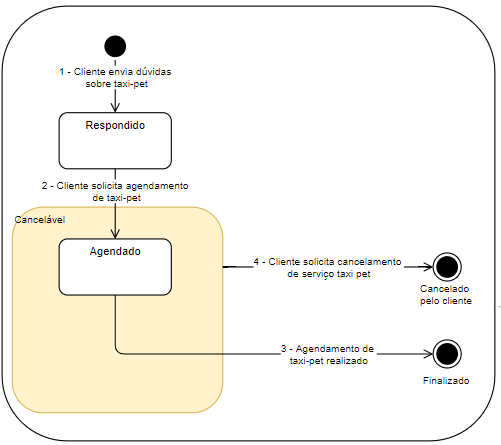 1 - Cliente envia dúvidas
sobre taxi-pet
Respondido
2 - Cliente solicita agendamento
de taxi-pet
Cancelável
Agendado
4 - Cliente solicita cancelamento
de serviço taxi pet
Cancelado
pelo cliente
3 - Agendamento de
taxi-pet realizado
Finalizado